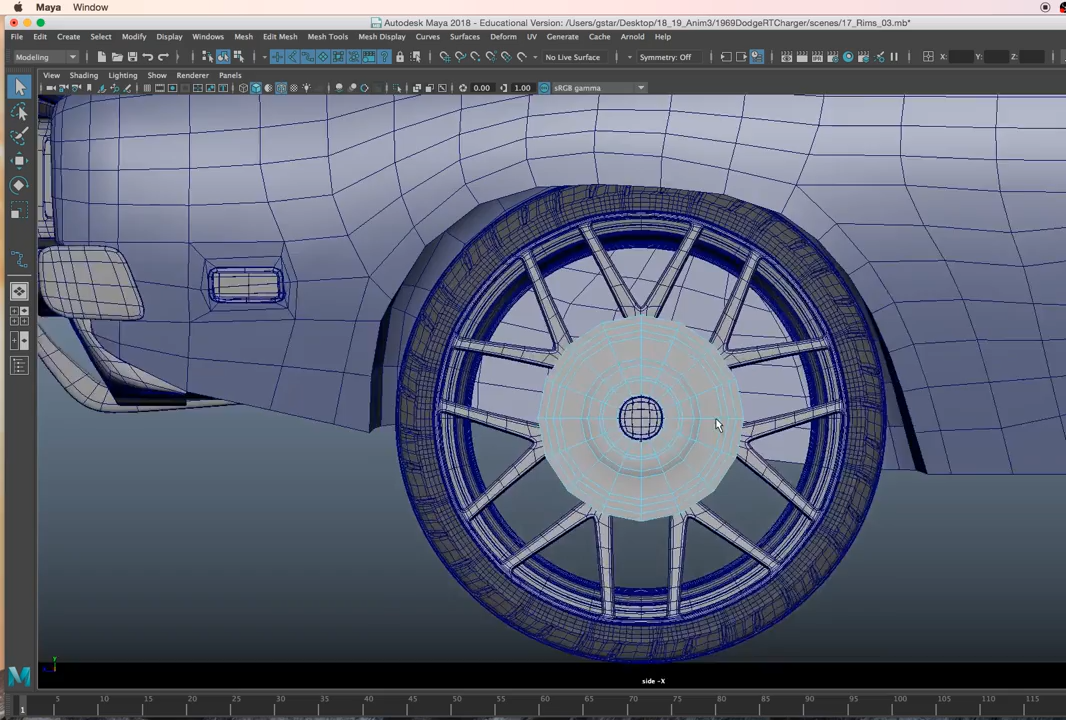 Maya Window
Autodesk Maya 2018 - Educational Version: /Users/gstar/Desktop/18_19_Anim3/1969DodgeRTCharger/scenes/17_Rims_03.mb*
File Edit Create Select Modify Display Windows Mesh Edit Mesh Mesh Tools Mesh Display Curves Surfaces Deform UV Generate Cache Arnold Help
Modeling No Live Surface Symmetry: Off X: Y: Z:
View Shading Lighting Show Renderer Panels
0.00 1.00 sRGB gamma
y
side -X
5 10 15 20 25 30 35 40 45 50 55 60 65 70 75 80 85 90 95 100 105 110 115
1